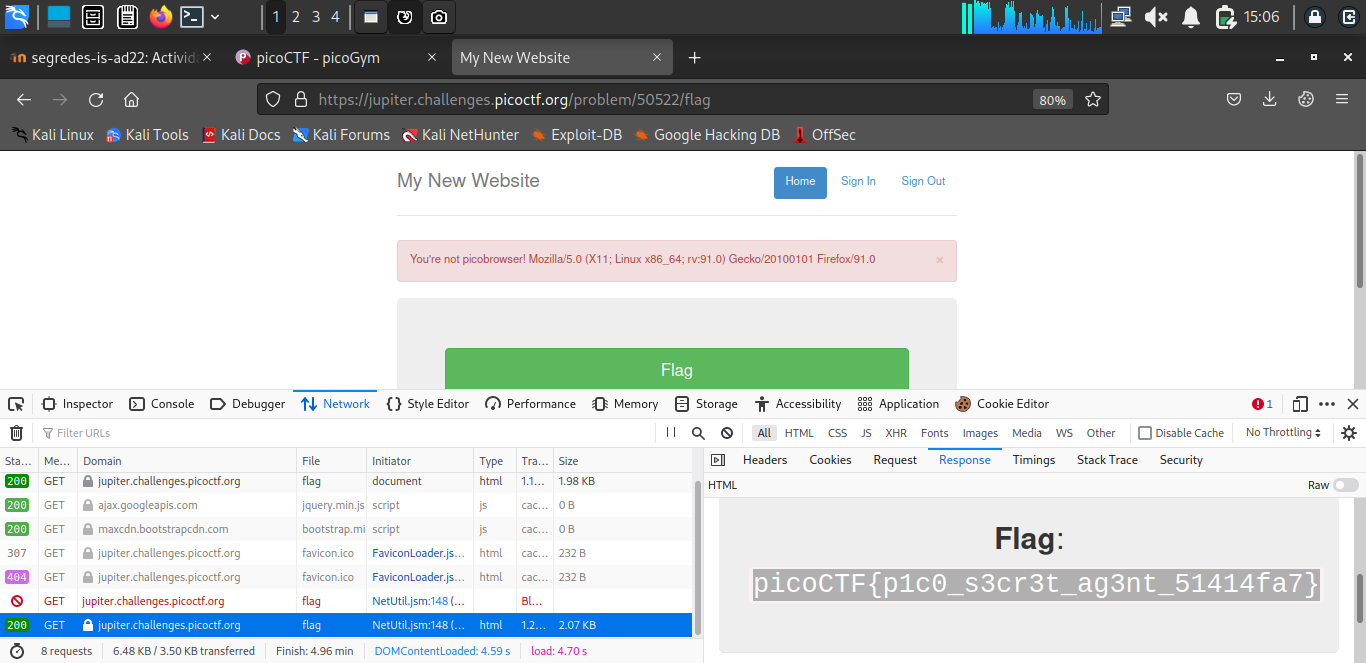 1 2 3 4 15:06
segredes-is-ad22: Activida picoCTF - picoGym My New Website
https://jupiter.challenges.picoctf.org/problem/50522/flag 80%
Kali Linux Kali Tools Kali Docs Kali Forums Kali NetHunter Exploit-DB Google Hacking DB OffSec
My New Website Home Sign In Sign Out
You're not picobrowser! Mozilla/5.0 (X11; Linux x86_64; rv:91.0) Gecko/20100101 Firefox/91.0 ×
Flag
Inspector Console Debugger Network Style Editor Performance Memory Storage Accessibility Application Cookie Editor 1
Filter URLs All HTML CSS JS XHR Fonts Images Media WS Other Disable Cache No Throttling
Sta… Me… Domain File Initiator Type Tra… Size
200 GET jupiter.challenges.picoctf.org flag document html 1.1… 1.98 KB
200 GET ajax.googleapis.com jquery.min.js script js cac… 0 B
200 GET maxcdn.bootstrapcdn.com bootstrap.mi script js cac… 0 B
307 GET jupiter.challenges.picoctf.org favicon.ico FaviconLoader.js… html cac… 232 B
404 GET jupiter.challenges.picoctf.org favicon.ico FaviconLoader.js… html cac… 232 B
GET jupiter.challenges.picoctf.org flag NetUtil.jsm:148 (… Bl…
200 GET jupiter.challenges.picoctf.org flag NetUtil.jsm:148 (… html 1.2… 2.07 KB
8 requests 6.48 KB / 3.50 KB transferred Finish: 4.96 min DOMContentLoaded: 4.59 s load: 4.70 s
Headers Cookies Request Response Timings Stack Trace Security
HTML Raw
Flag:
picoCTF{p1c0_s3cr3t_ag3nt_51414fa7}